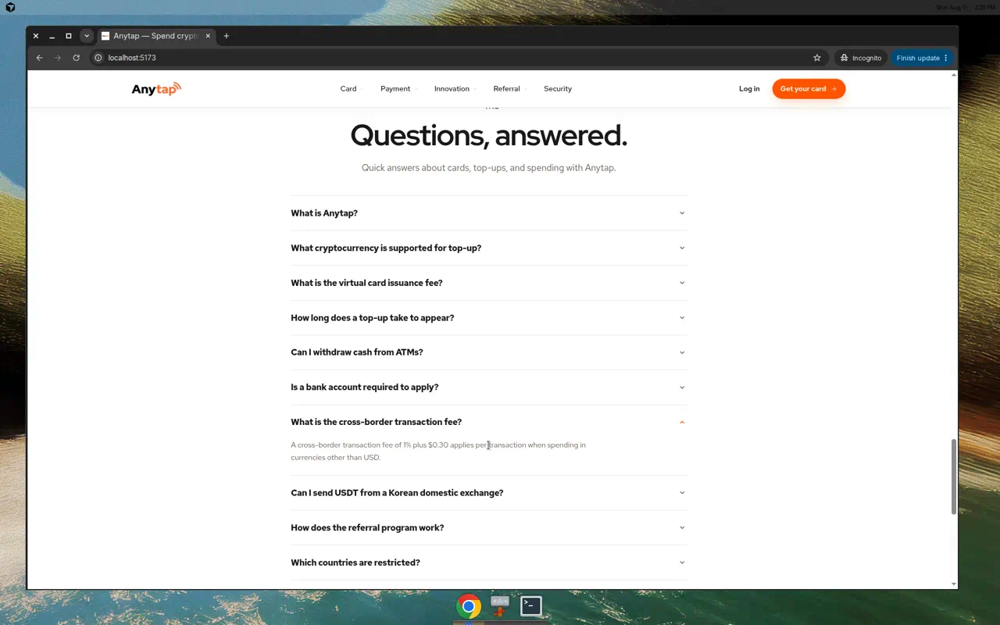 Mon Aug 31 2:23 PM
Anytap — Spend crypt
localhost:5173
Incognito
Finish update
Anytap
Card
Payment
Innovation
Referral
Security
Log in
Get your card →
Questions, answered.
Quick answers about cards, top-ups, and spending with Anytap.
What is Anytap?
What cryptocurrency is supported for top-up?
What is the virtual card issuance fee?
How long does a top-up take to appear?
Can I withdraw cash from ATMs?
Is a bank account required to apply?
What is the cross-border transaction fee?
A cross-border transaction fee of 1% plus $0.30 applies per transaction when spending in
currencies other than USD.
Can I send USDT from a Korean domestic exchange?
How does the referral program work?
Which countries are restricted?